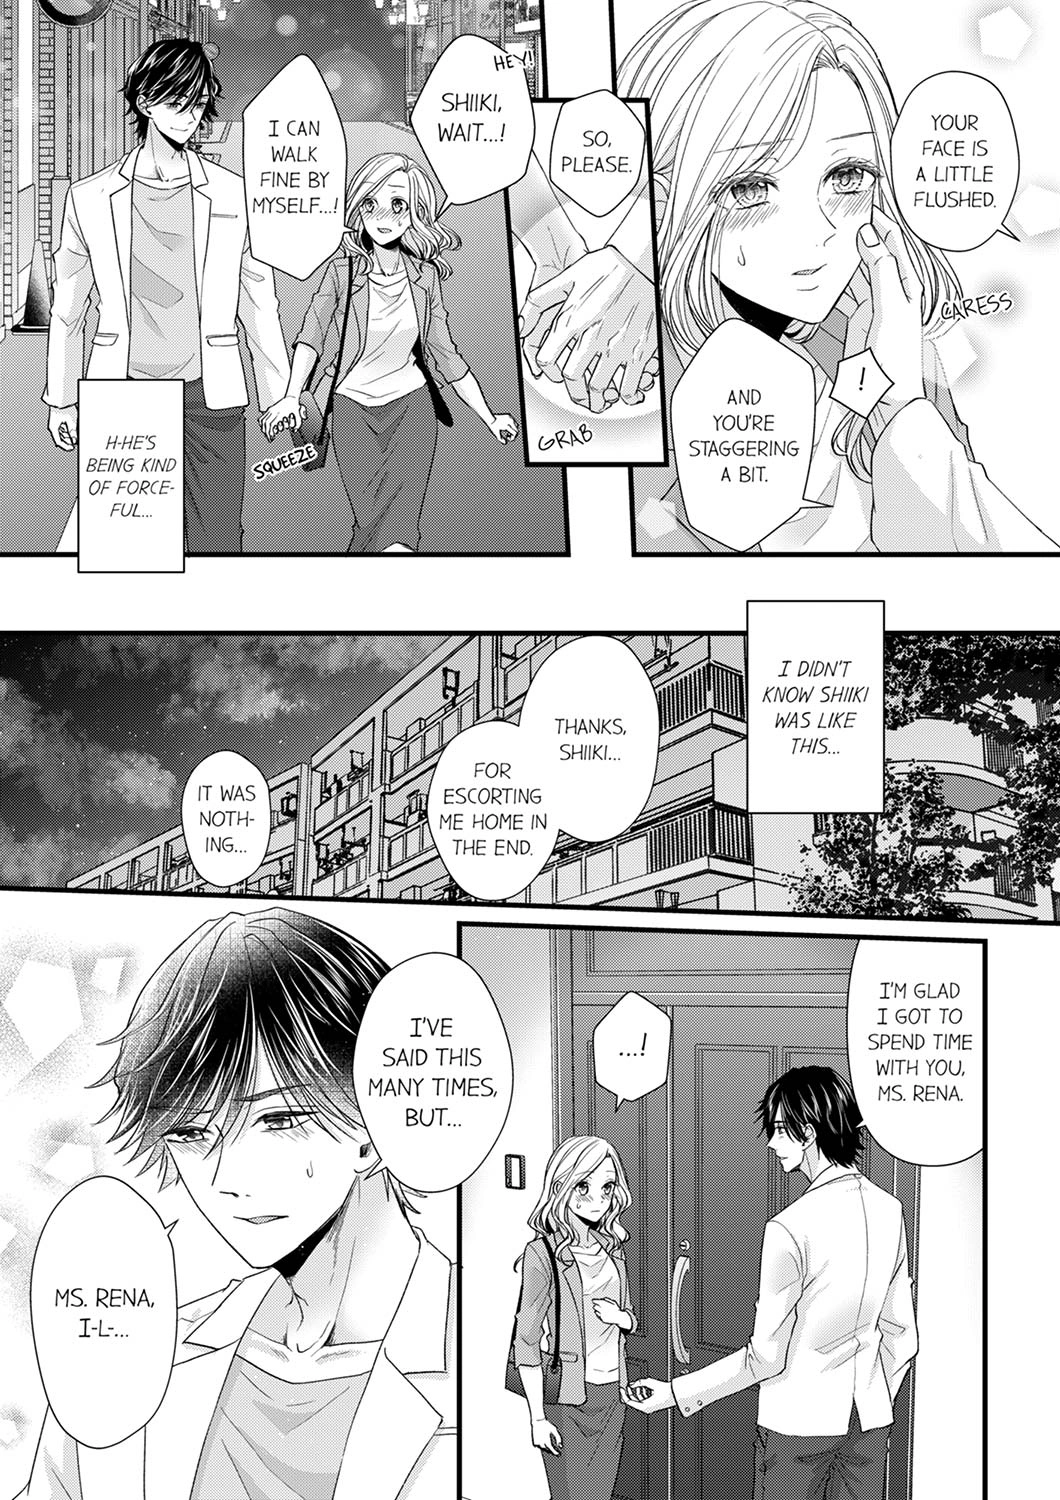 YOUR
FACE IS
A LITTLE
FLUSHED.
CARESS
!
AND
YOU'RE
STAGGERING
A BIT.
SO,
PLEASE.
GRAB
HEY!
SHIIKI,
WAIT...!
I CAN
WALK
FINE BY
MYSELF...!
SQUEEZE
H-HE'S
BEING KIND
OF FORCE-
FUL...
I DIDN'T
KNOW SHIIKI
WAS LIKE
THIS...
THANKS,
SHIIKI...
FOR
ESCORTING
ME HOME IN
THE END.
IT WAS
NOTH-
ING...
I'M GLAD
I GOT TO
SPEND TIME
WITH YOU,
MS. RENA.
...!
I'VE
SAID THIS
MANY TIMES,
BUT...
MS. RENA,
I-L-...